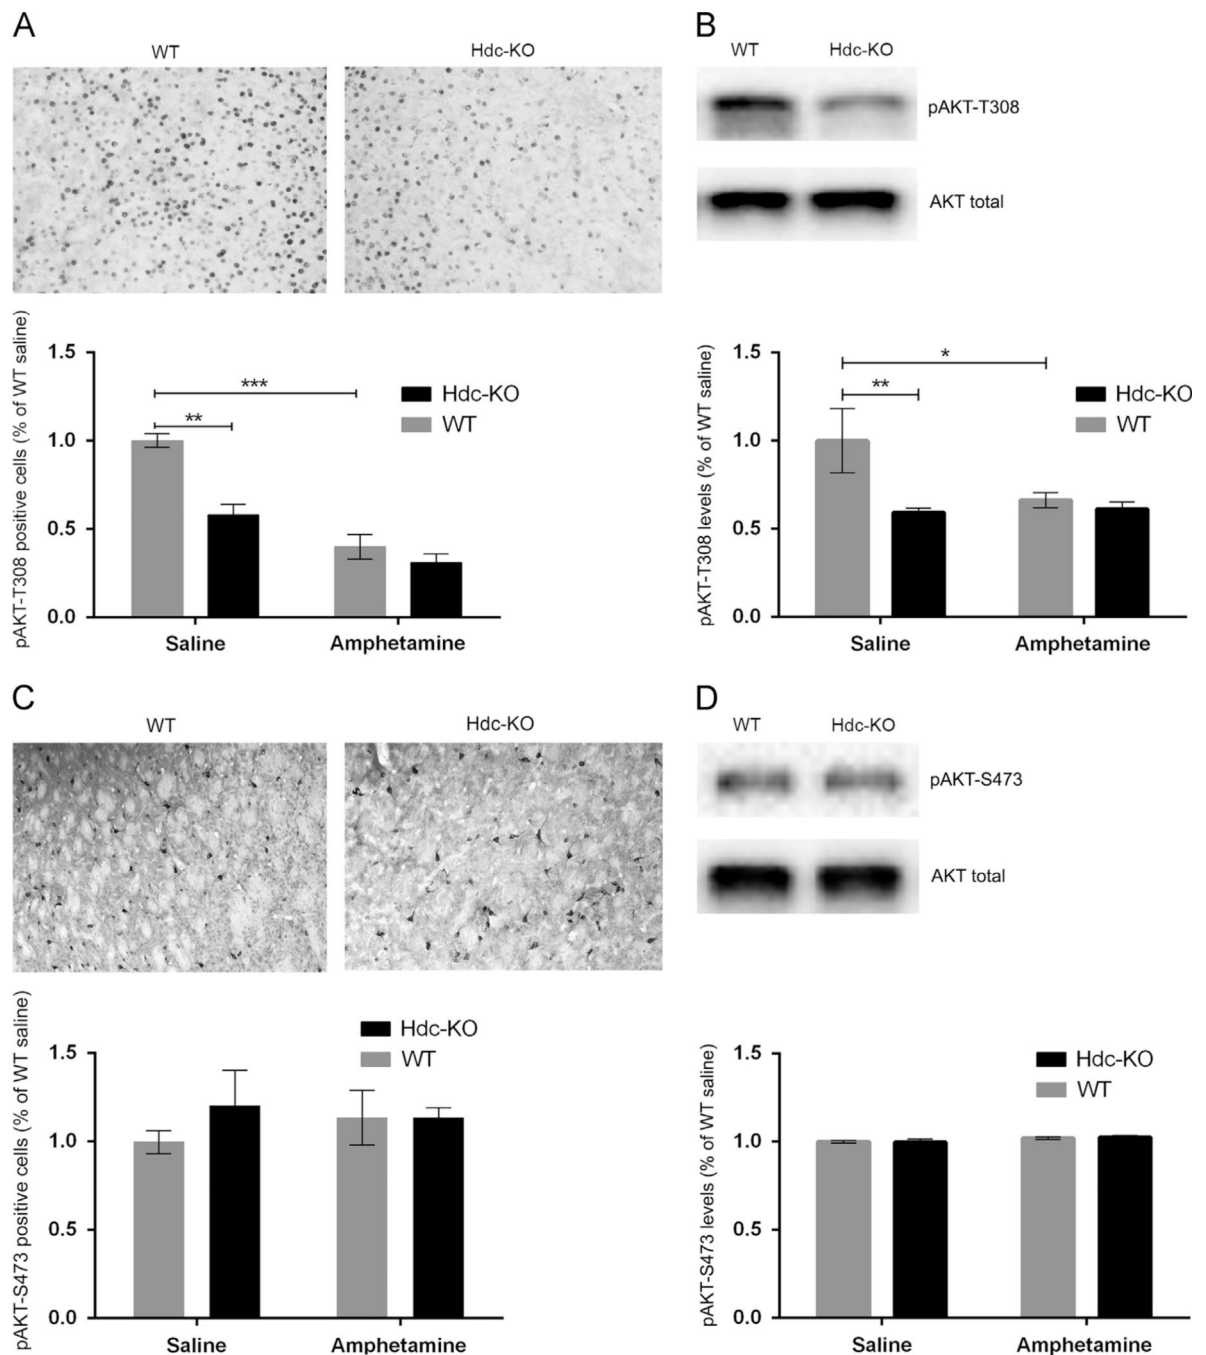 A
WT
Hdc-KO
pAKT-T308 positive cells (% of WT saline)
1.5
1.0
0.5
0.0
***
**
Hdc-KO
WT
Saline
Amphetamine
B
WT
Hdc-KO
pAKT-T308
AKT total
pAKT-T308 levels (% of WT saline)
1.5
1.0
0.5
0.0
*
**
Hdc-KO
WT
Saline
Amphetamine
C
WT
Hdc-KO
pAKT-S473 positive cells (% of WT saline)
1.5
1.0
0.5
0.0
Hdc-KO
WT
Saline
Amphetamine
D
WT
Hdc-KO
pAKT-S473
AKT total
pAKT-S473 levels (% of WT saline)
1.5
1.0
0.5
0.0
Hdc-KO
WT
Saline
Amphetamine